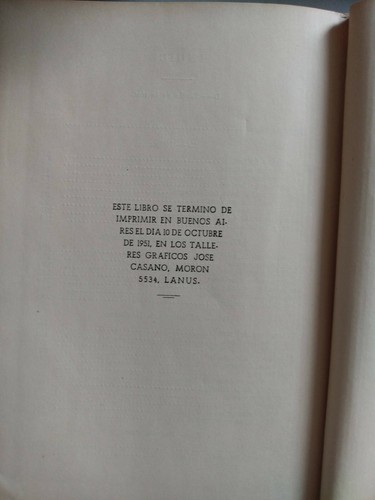 ESTE LIBRO SE TERMINO DE
IMPRIMIR EN BUENOS AI-
RES EL DIA 10 DE OCTUBRE
DE 1951, EN LOS TALLE-
RES GRAFICOS JOSE
CASANO, MORON
5534, LANUS.